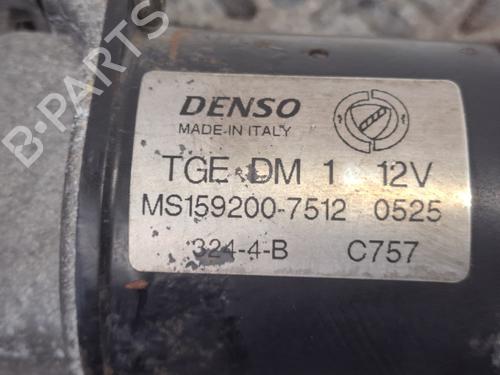 DENSO
MADE-IN ITALY
TGE DM 1 12V
MS159200-7512 0525
324-4-B C757
B-PARTS